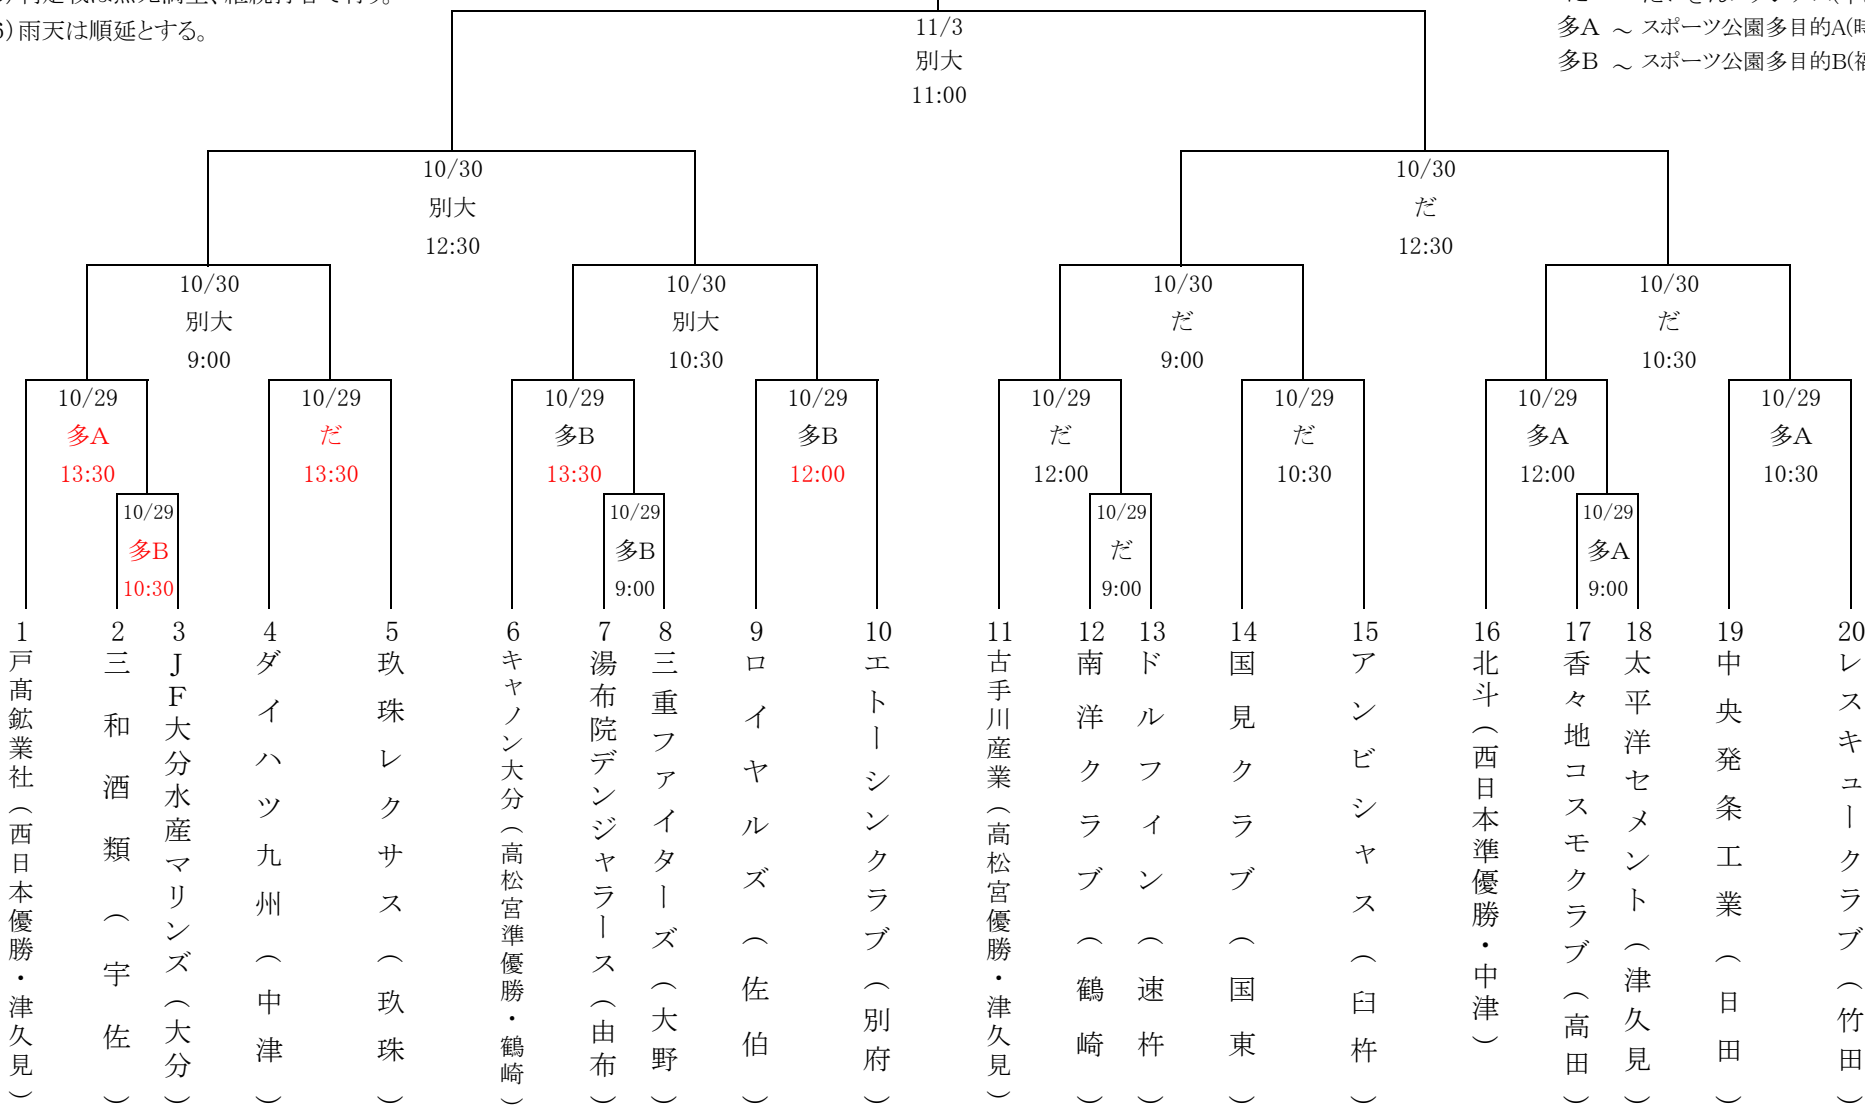 6）雨天は順延とする。
多A ～ スポーツ公園多目的A(
多B ～ スポーツ公園多目的B(
11/3
別大
11:00
10/30
別大
12:30
10/30
だ
12:30
10/30
別大
9:00
10/30
別大
10:30
10/30
だ
9:00
10/30
だ
10:30
10/29
多A
13:30
10/29
だ
13:30
10/29
多B
13:30
10/29
多B
12:00
10/29
だ
12:00
10/29
だ
10:30
10/29
多A
12:00
10/29
多A
10:30
10/29
多B
10:30
10/29
多B
9:00
10/29
だ
9:00
10/29
多A
9:00
1
戸髙鉱業社（西日本優勝・津久見）
2
三和酒類（宇佐）
3
JF大分水産マリンズ（大分）
4
ダイハツ九州（中津）
5
玖珠レクサス（玖珠）
6
キャノン大分（高松宮準優勝・鶴崎）
7
湯布院デンジャラース（由布）
8
三重ファイターズ（大野）
9
ロイヤルズ（佐伯）
10
エトーシンクラブ（別府）
11
古手川産業（高松宮優勝・津久見）
12
南洋クラブ（鶴崎）
13
ドルフィン（速杵）
14
国見クラブ（国東）
15
アンビシャス（臼杵）
16
北斗（西日本準優勝・中津）
17
香々地コスモクラブ（高田）
18
太平洋セメント（津久見）
19
中央発条工業（日田）
20
レスキュークラブ（竹田）